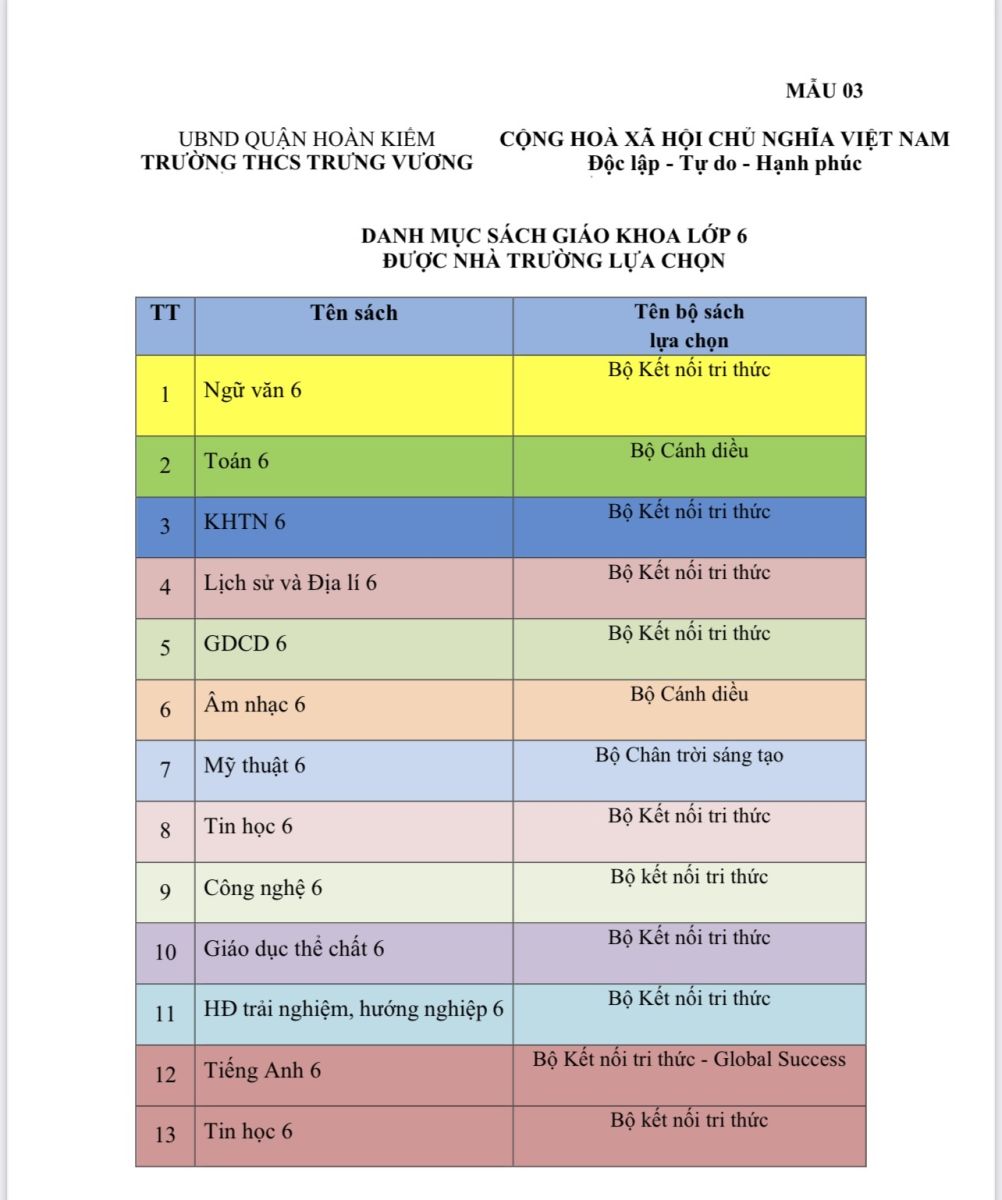 MẪU 03
UBND QUẬN HOÀN KIẾM
CỘNG HOÀ XÃ HỘI CHỦ NGHĨA VIỆT NAM
TRƯỜNG THCS TRƯNG VƯƠNG
Độc lập - Tự do - Hạnh phúc
DANH MỤC SÁCH GIÁO KHOA LỚP 6
ĐƯỢC NHÀ TRƯỜNG LỰA CHỌN
TT Tên sách Tên bộ sách
lựa chọn
1 Ngữ văn 6 Bộ Kết nối tri thức
2 Toán 6 Bộ Cánh diều
3 KHTN 6 Bộ Kết nối tri thức
4 Lịch sử và Địa lí 6 Bộ Kết nối tri thức
5 GDCD 6 Bộ Kết nối tri thức
6 Âm nhạc 6 Bộ Cánh diều
7 Mỹ thuật 6 Bộ Chân trời sáng tạo
8 Tin học 6 Bộ Kết nối tri thức
9 Công nghệ 6 Bộ kết nối tri thức
10 Giáo dục thể chất 6 Bộ Kết nối tri thức
11 HĐ trải nghiệm, hướng nghiệp 6 Bộ Kết nối tri thức
12 Tiếng Anh 6 Bộ Kết nối tri thức - Global Success
13 Tin học 6 Bộ kết nối tri thức